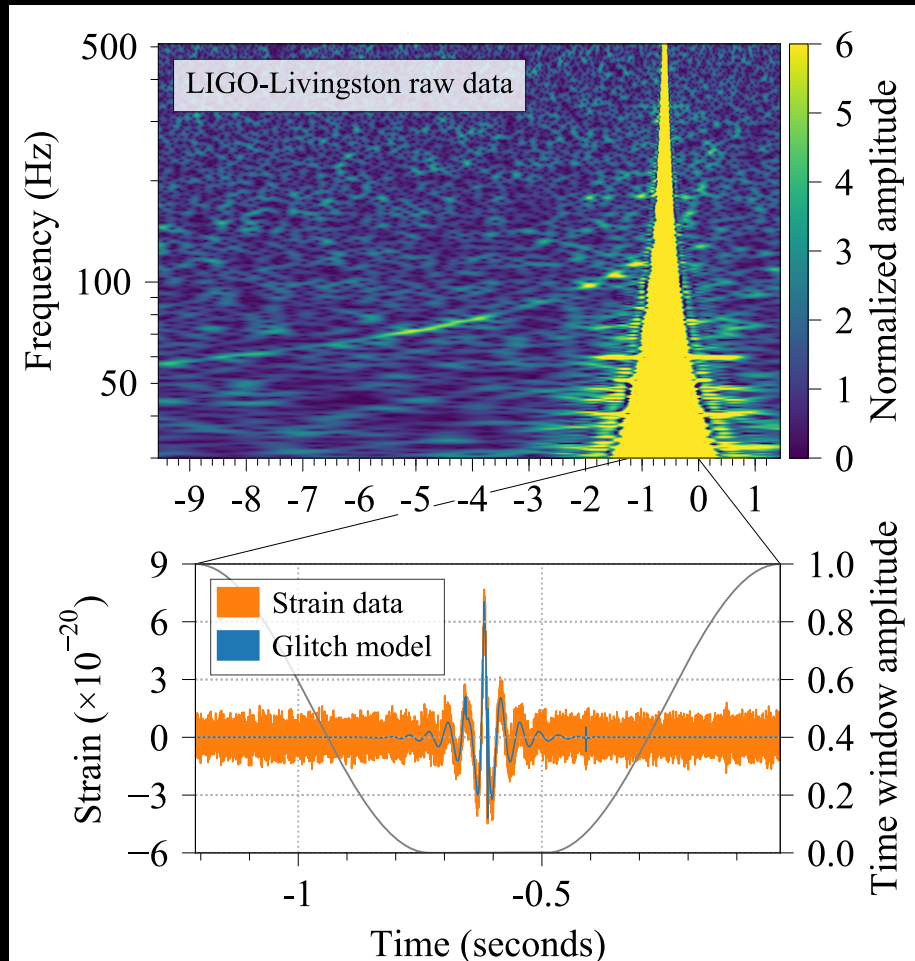 500
100
50
Frequency (Hz)
LIGO-Livingston raw data
6
5
4
3
2
1
0
Normalized amplitude
-9 -8 -7 -6 -5 -4 -3 -2 -1 0 1
9
6
3
0
−3
−6
Strain (×10⁻²⁰)
Strain data
Glitch model
1.0
0.8
0.6
0.4
0.2
0.0
Time window amplitude
-1 -0.5
Time (seconds)